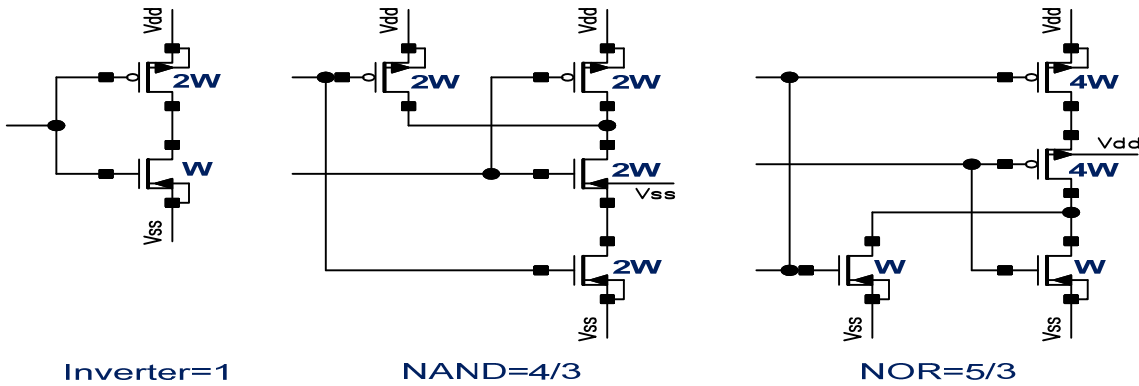 Vdd
Vdd
Vdd
Vdd
2W
2W
2W
4W
Vdd
W
2W
4W
Vss
Vss
2W
W
W
Vss
Vss
Vss
Inverter=1
NAND=4/3
NOR=5/3